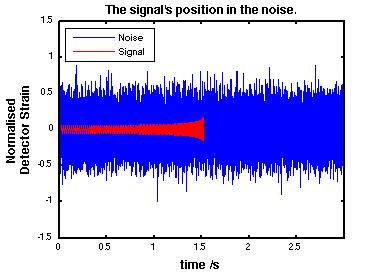 The signal's position in the noise.
1.5
1
0.5
0
-0.5
-1
-1.5
Noise
Signal
Normalised
Detector Strain
0 0.5 1 1.5 2 2.5
time /s